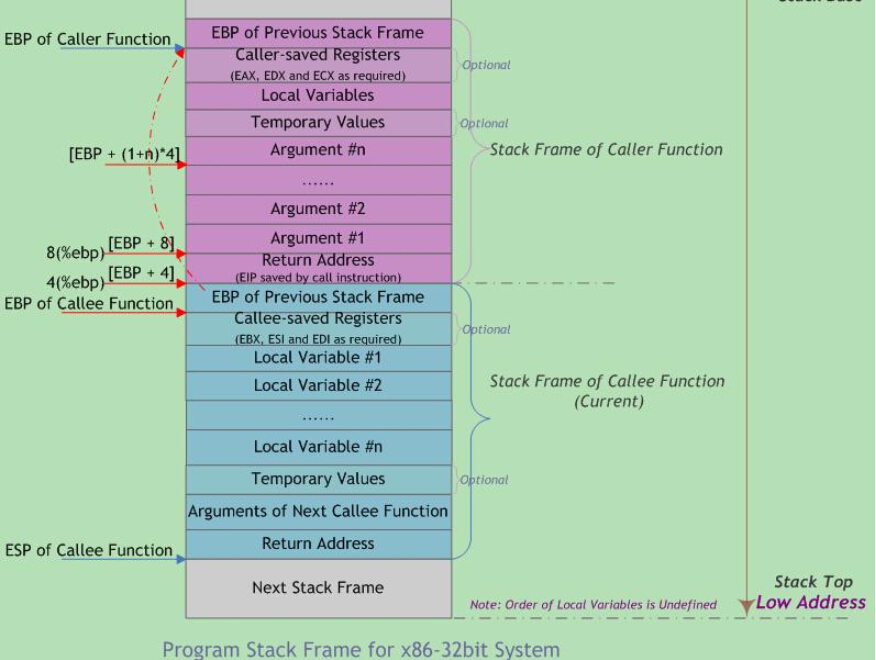 Stack Base
EBP of Previous Stack Frame
EBP of Caller Function
Caller-saved Registers
(EAX, EDX and ECX as required)
Optional
Local Variables
Temporary Values
Optional
Argument #n
Stack Frame of Caller Function
[EBP + (1+n)*4]
......
Argument #2
Argument #1
[EBP + 8]
8(%ebp)
Return Address
(EIP saved by call instruction)
[EBP + 4]
4(%ebp)
EBP of Previous Stack Frame
EBP of Callee Function
Callee-saved Registers
(EBX, ESI and EDI as required)
Optional
Local Variable #1
Local Variable #2
Stack Frame of Callee Function
(Current)
......
Local Variable #n
Temporary Values
Optional
Arguments of Next Callee Function
Return Address
ESP of Callee Function
Next Stack Frame
Stack Top
Low Address
Note: Order of Local Variables is Undefined
Program Stack Frame for x86-32bit System